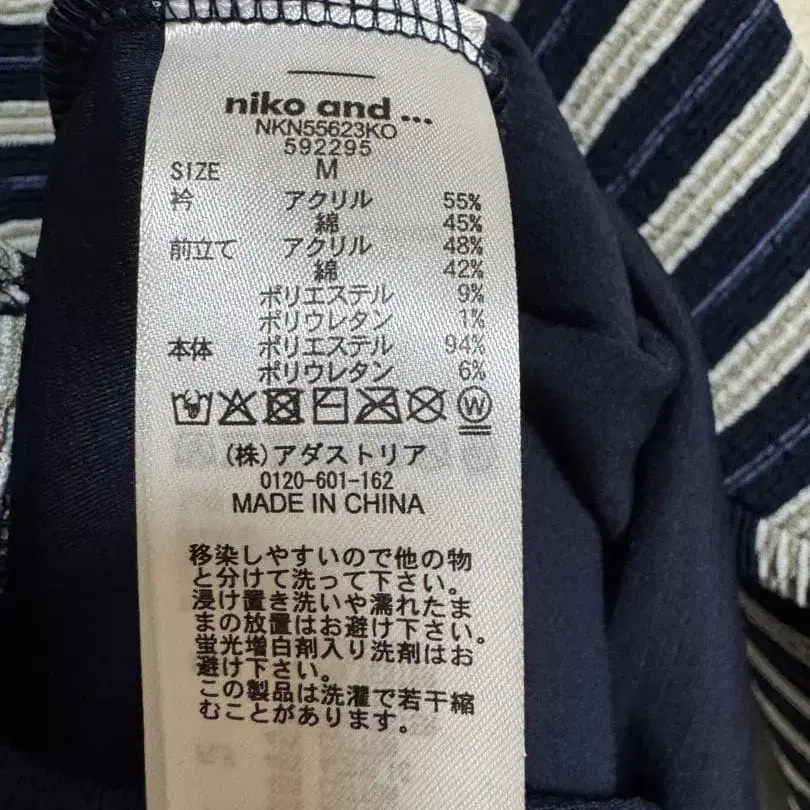 niko and ...
NKN55623KO
592295
SIZE M
衿 アクリル 55%
綿 45%
前立て アクリル 48%
綿 42%
ポリエステル 9%
ポリウレタン 1%
本体 ポリエステル 94%
ポリウレタン 6%
W
(株)アダストリア
0120-601-162
MADE IN CHINA
移染しやすいので他の物
と分けて洗って下さい。
浸け置き洗いや濡れたま
まの放置はお避け下さい。
蛍光増白剤入り洗剤はお
避け下さい。
この製品は洗濯で若干縮
むことがあります。